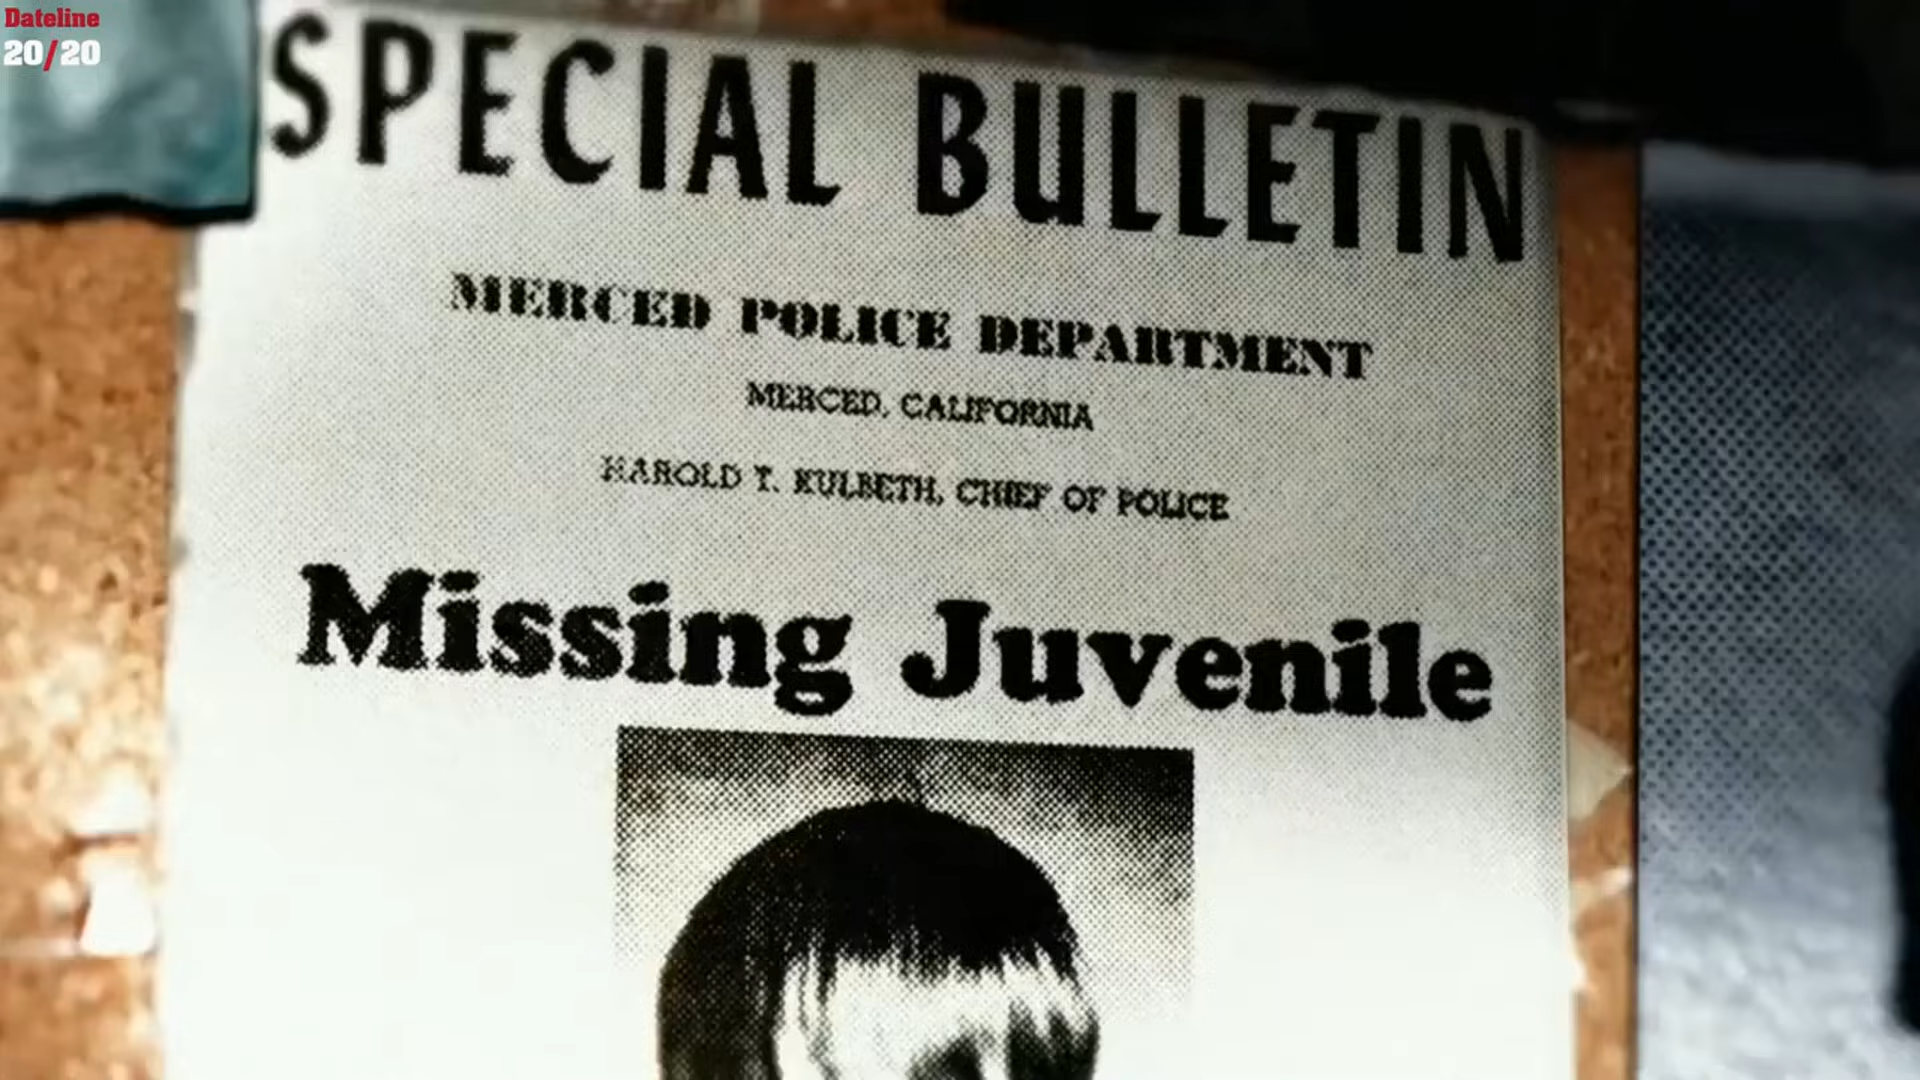 Dateline
20/20
SPECIAL BULLETIN
MERCED POLICE DEPARTMENT
MERCED, CALIFORNIA
HAROLD T. KULBETH, CHIEF OF POLICE
Missing Juvenile